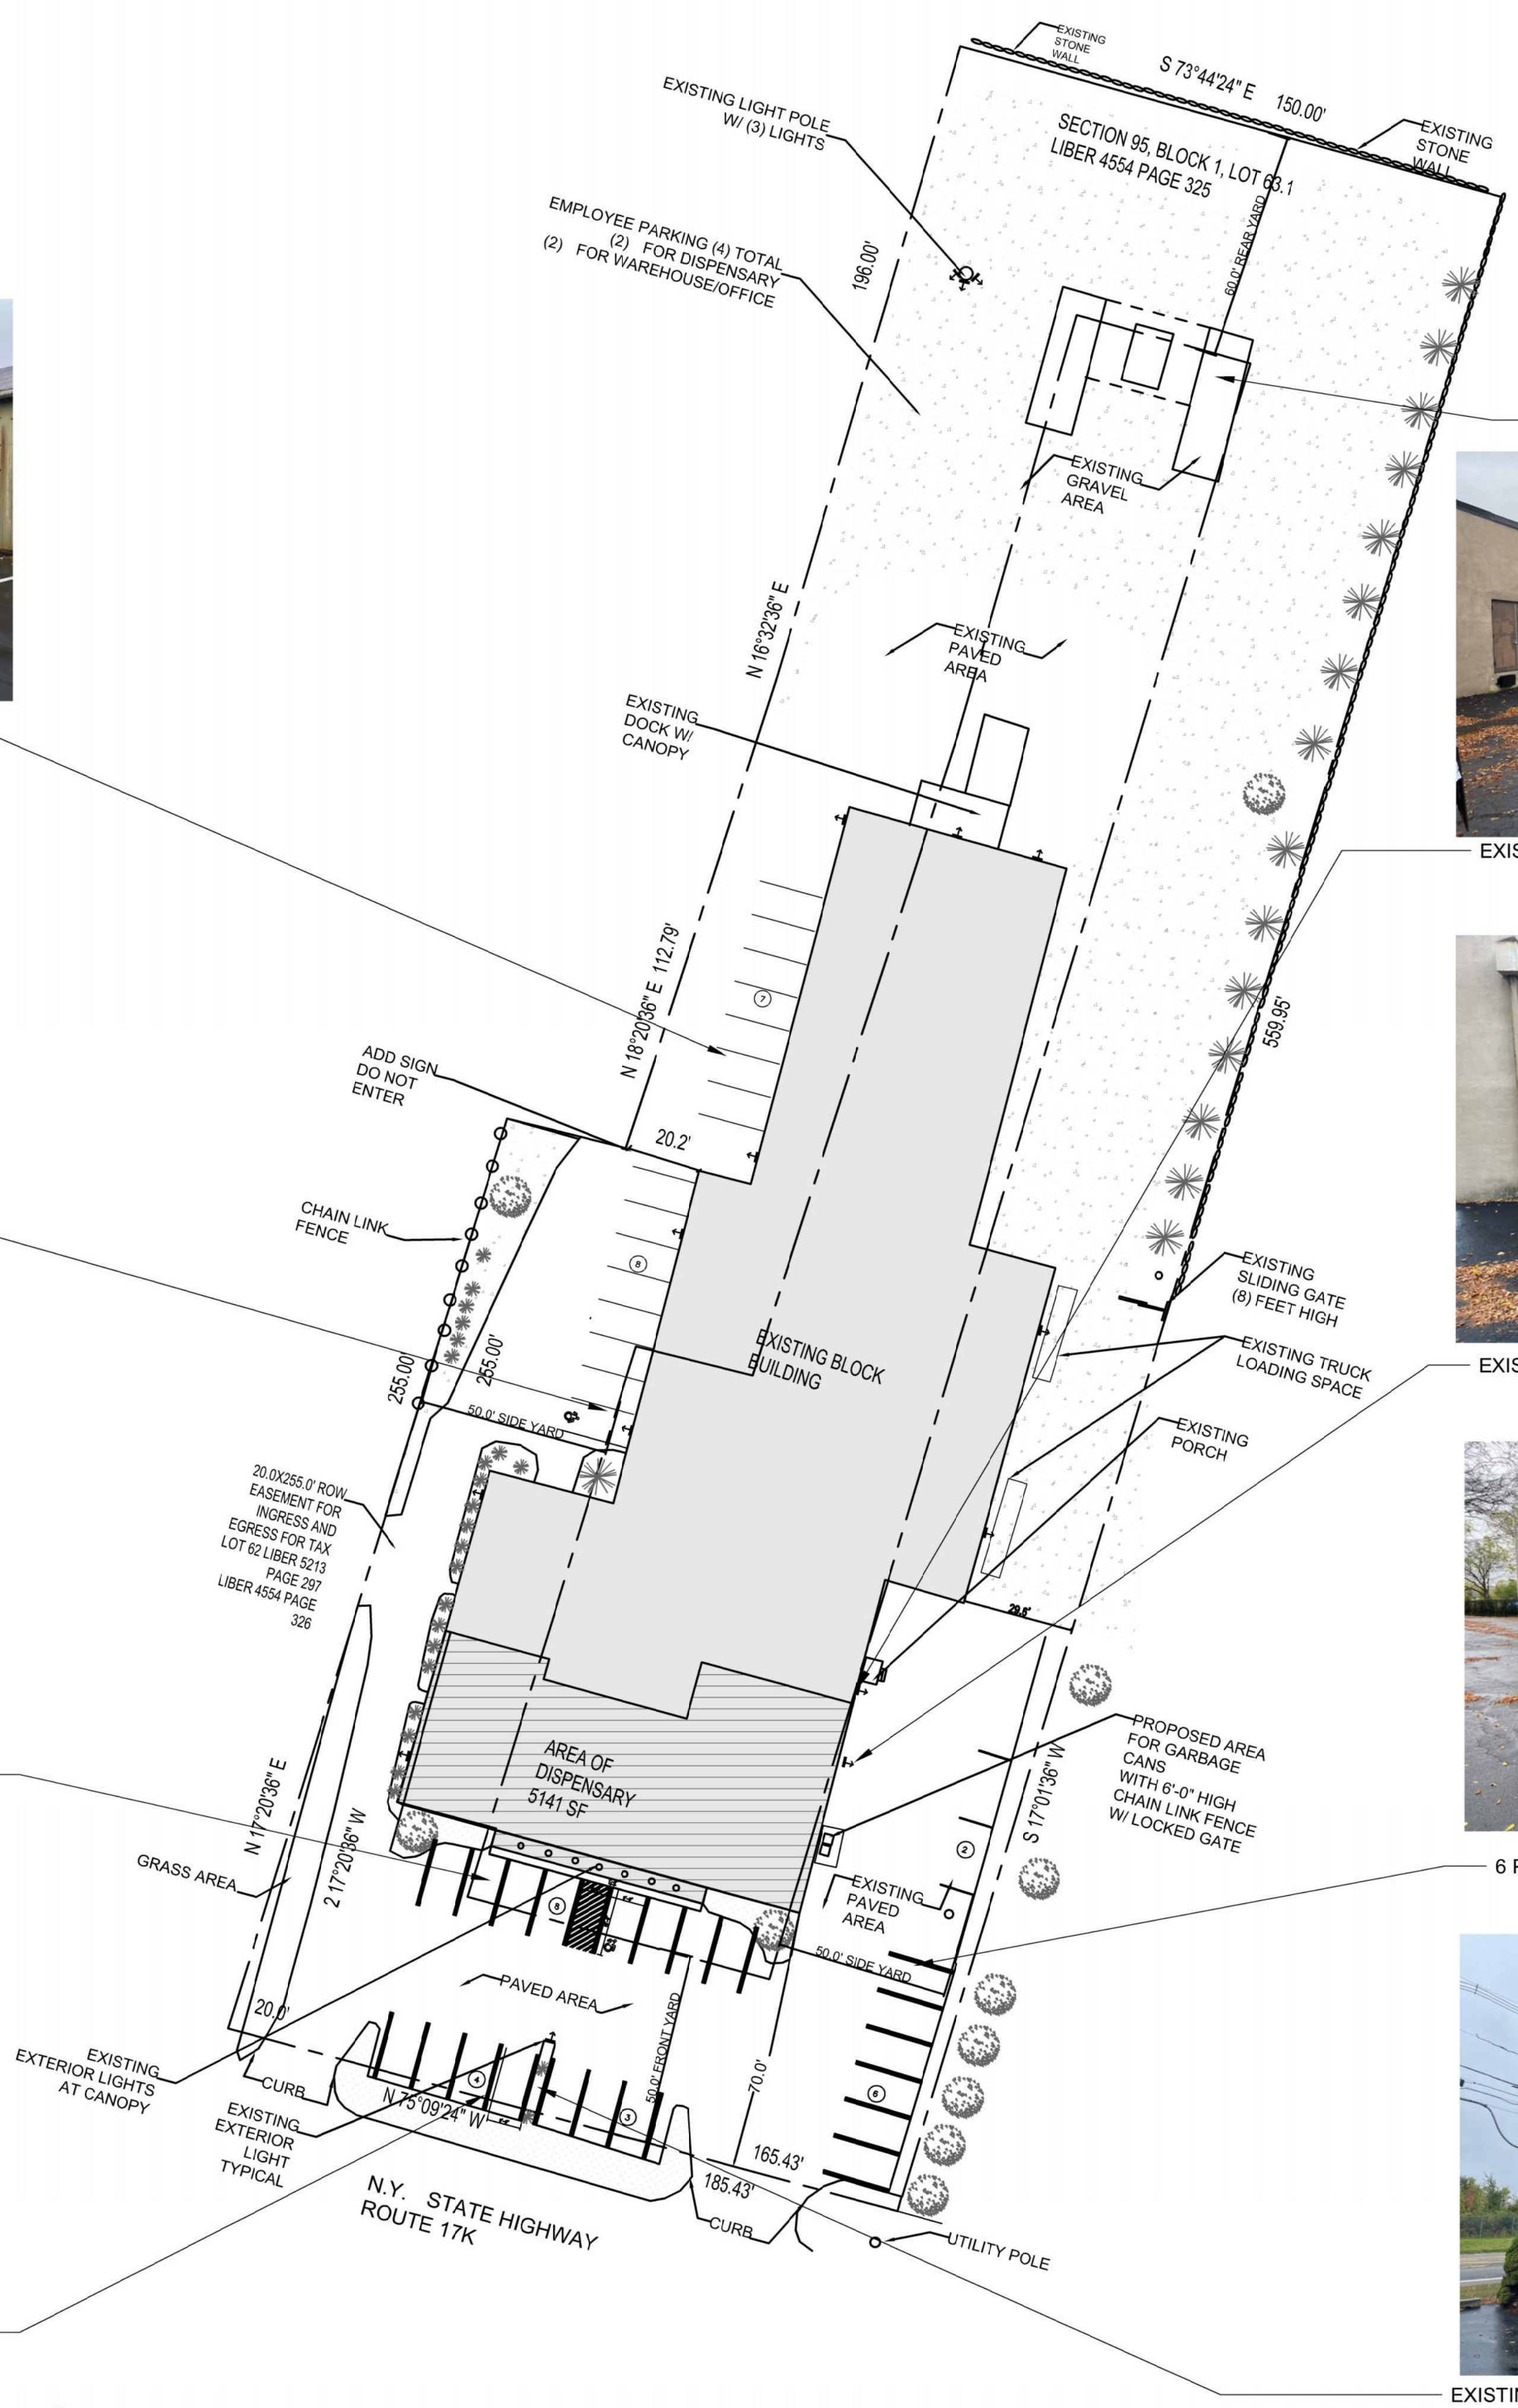 EXISTING
STONE
WALL
S 73°44'24" E 150.00'
EXISTING LIGHT POLE
W/ (3) LIGHTS
SECTION 95, BLOCK 1, LOT 63.1
LIBER 4554 PAGE 325
EXISTING
STONE
WALL
60.0' REAR YARD
EMPLOYEE PARKING (4) TOTAL
(2) FOR DISPENSARY
(2) FOR WAREHOUSE/OFFICE
196.00'
EXISTING
GRAVEL
AREA
N 16°32'36" E
EXISTING
PAVED
AREA
EXISTING
DOCK W/
CANOPY
EXIS
7
N 18°20'36" E 112.79'
559.95'
ADD SIGN
DO NOT
ENTER
20.2'
CHAIN LINK
FENCE
8
EXISTING
SLIDING GATE
(8) FEET HIGH
EXISTING BLOCK
BUILDING
EXISTING TRUCK
LOADING SPACE
EXIS
255.00'
255.00'
50.0' SIDE YARD
EXISTING
PORCH
20.0X255.0' ROW
EASEMENT FOR
INGRESS AND
EGRESS FOR TAX
LOT 62 LIBER 5213
PAGE 297
LIBER 4554 PAGE
326
29.5'
AREA OF
DISPENSARY
5141 SF
PROPOSED AREA
FOR GARBAGE
CANS
WITH 6'-0" HIGH
CHAIN LINK FENCE
W/ LOCKED GATE
N 17°20'36" E
2 17°20'36" W
S 17°01'36" W
2
GRASS AREA
6 P
8
EXISTING
PAVED
AREA
50.0' SIDE YARD
PAVED AREA
20.0'
50.0' FRONT YARD
70.0'
EXISTING
EXTERIOR LIGHTS
AT CANOPY
CURB
4
N 75°09'24" W
3
6
EXISTING
EXTERIOR
LIGHT
TYPICAL
165.43'
185.43'
N.Y. STATE HIGHWAY
ROUTE 17K
CURB
UTILITY POLE
EXISTIN